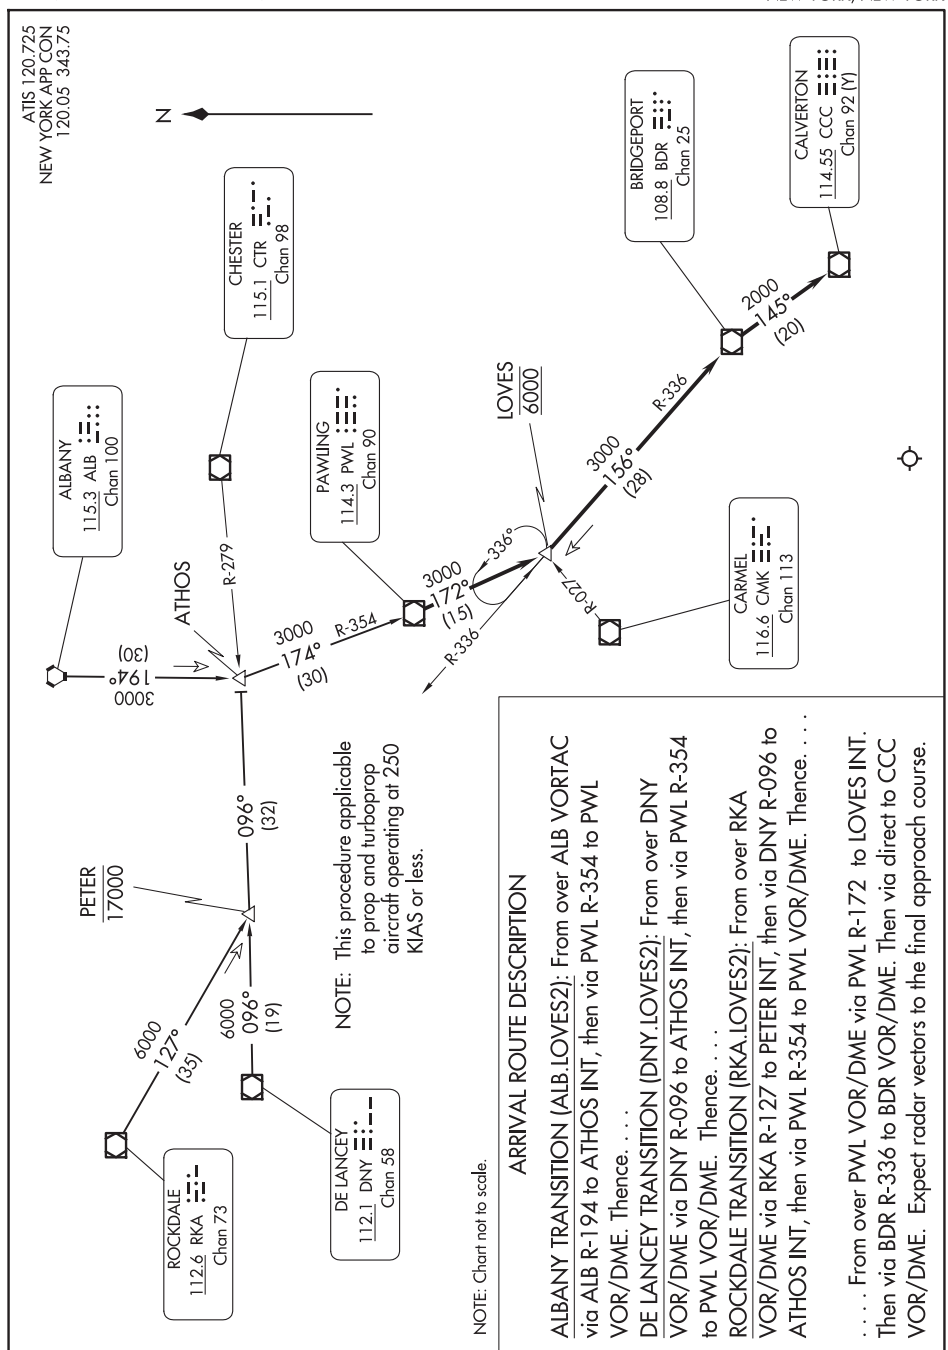 ATIS 120.725
NEW YORK APP CON
120.05 343.75
N
ALBANY
115.3 ALB
Chan 100
CHESTER
115.1 CTR
Chan 98
PAWLING
114.3 PWL
Chan 90
BRIDGEPORT
108.8 BDR
Chan 25
CALVERTON
114.55 CCC
Chan 92 (Y)
CARMEL
116.6 CMK
Chan 113
ROCKDALE
112.6 RKA
Chan 73
DE LANCEY
112.1 DNY
Chan 58
PETER
17000
ATHOS
LOVES
6000
6000
127°
(35)
6000
096°
(19)
096°
(32)
3000
194°
(30)
R-279
3000
174°
(30)
R-354
3000
172°
(15)
336°
R-336
R-027
3000
156°
(28)
R-336
2000
145°
(20)
NOTE: This procedure applicable
to prop and turboprop
aircraft operating at 250
KIAS or less.
NOTE: Chart not to scale.
ARRIVAL ROUTE DESCRIPTION
ALBANY TRANSITION (ALB.LOVES2): From over ALB VORTAC
via ALB R-194 to ATHOS INT, then via PWL R-354 to PWL
VOR/DME. Thence. . . .
DE LANCEY TRANSITION (DNY.LOVES2): From over DNY
VOR/DME via DNY R-096 to ATHOS INT, then via PWL R-354
to PWL VOR/DME. Thence. . . .
ROCKDALE TRANSITION (RKA.LOVES2): From over RKA
VOR/DME via RKA R-127 to PETER INT, then via DNY R-096 to
ATHOS INT, then via PWL R-354 to PWL VOR/DME. Thence. . . .
. . . . From over PWL VOR/DME via PWL R-172 to LOVES INT.
Then via BDR R-336 to BDR VOR/DME. Then via direct to CCC
VOR/DME. Expect radar vectors to the final approach course.